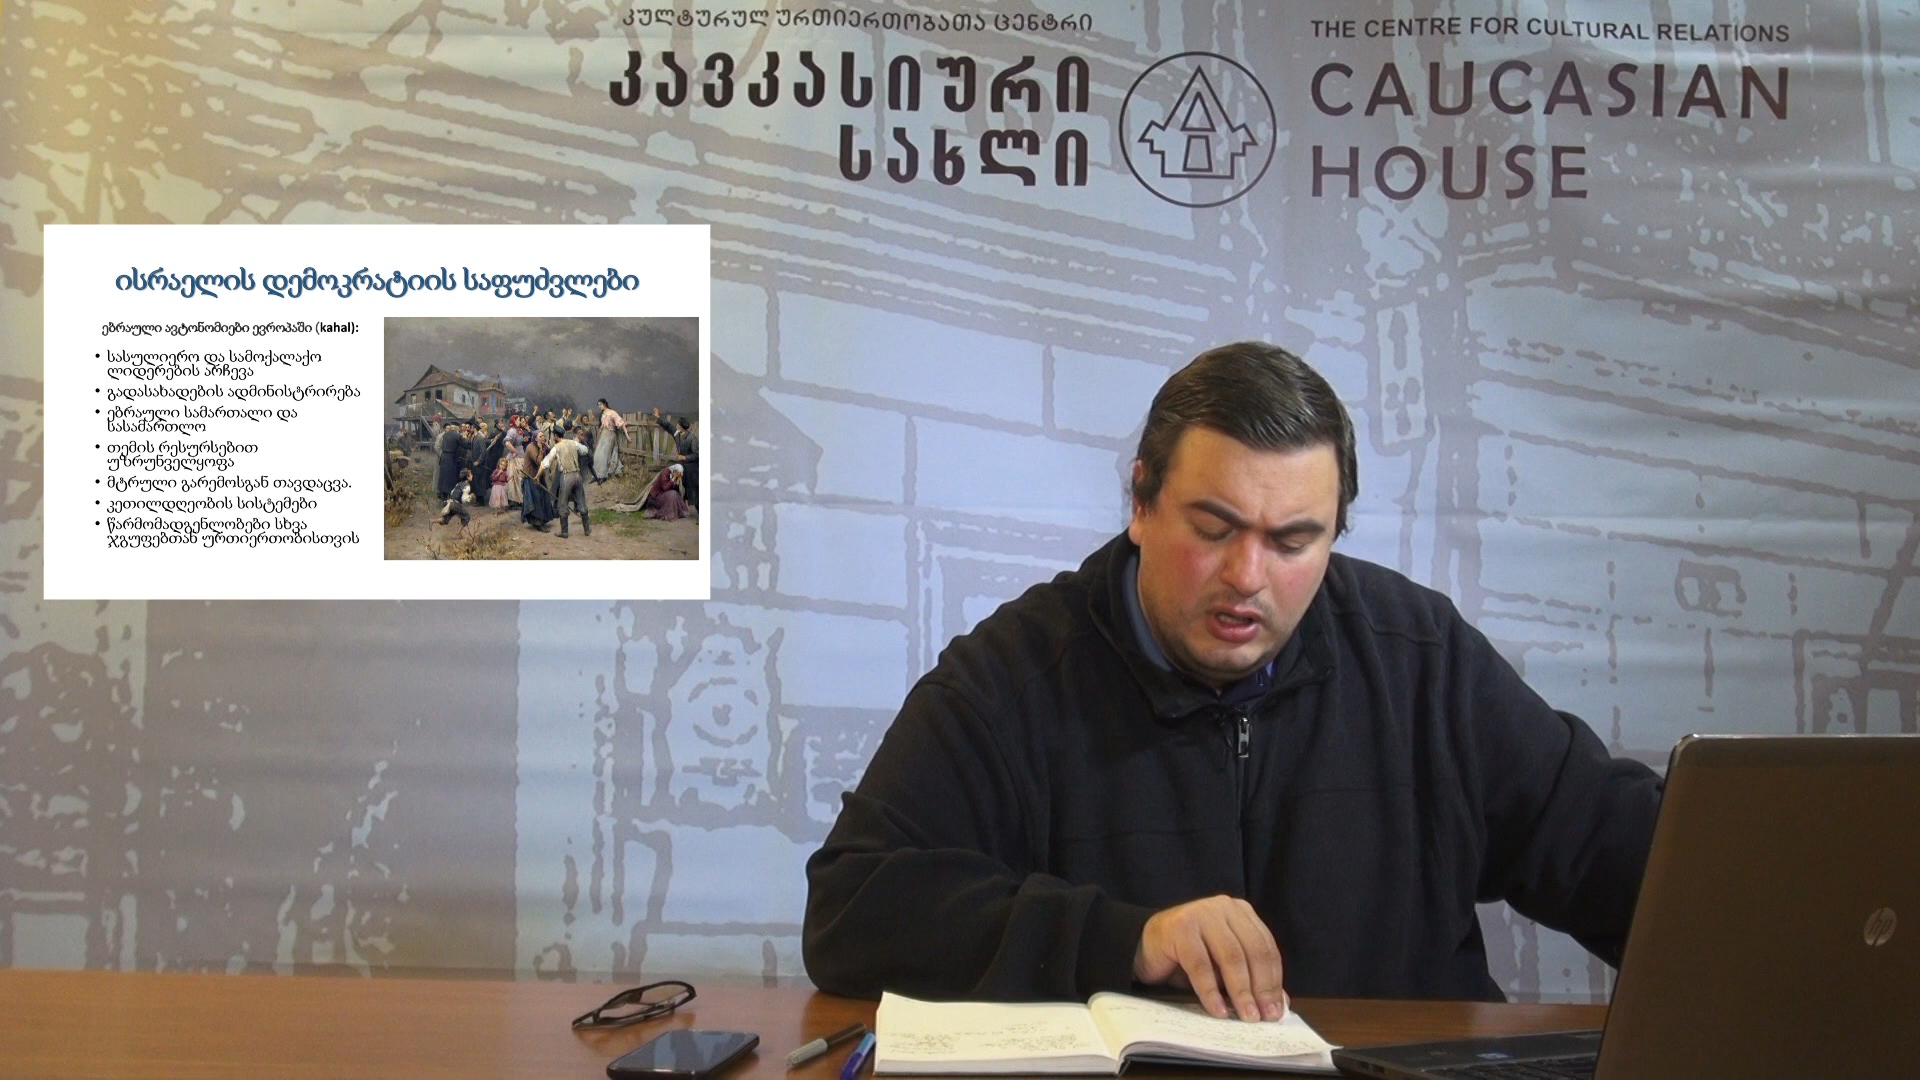 კულტურულ ურთიერთობათა ცენტრი
კავკასიური
სახლი
THE CENTRE FOR CULTURAL RELATIONS
CAUCASIAN
HOUSE
ისრაელის დემოკრატიის საფუძვლები
ებრაული ავტონომიები ევროპაში (kahal):
• სასულიერო და სამოქალაქო
ლიდერების არჩევა
• გადასახადების ადმინისტრირება
• ებრაული სამართალი და
სასამართლო
• თემის რესურსებით
უზრუნველყოფა
• მტრული გარემოსგან თავდაცვა.
• კეთილდღეობის სისტემები
• წარმომადგენლობები სხვა
ჯგუფებთან ურთიერთობისთვის
hp